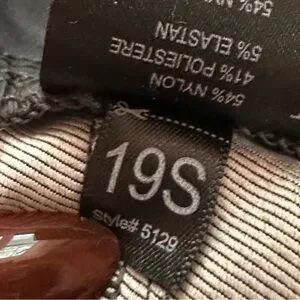 54% NYLON
41% POLIESTERE
5% ELASTAN
19S
style# 5129